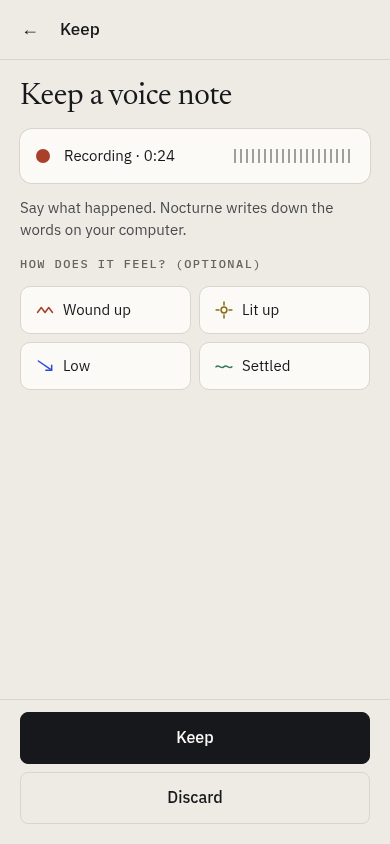 ← Keep
Keep a voice note
Recording · 0:24
Say what happened. Nocturne writes down the
words on your computer.
HOW DOES IT FEEL? (OPTIONAL)
Wound up
Lit up
Low
Settled
Keep
Discard